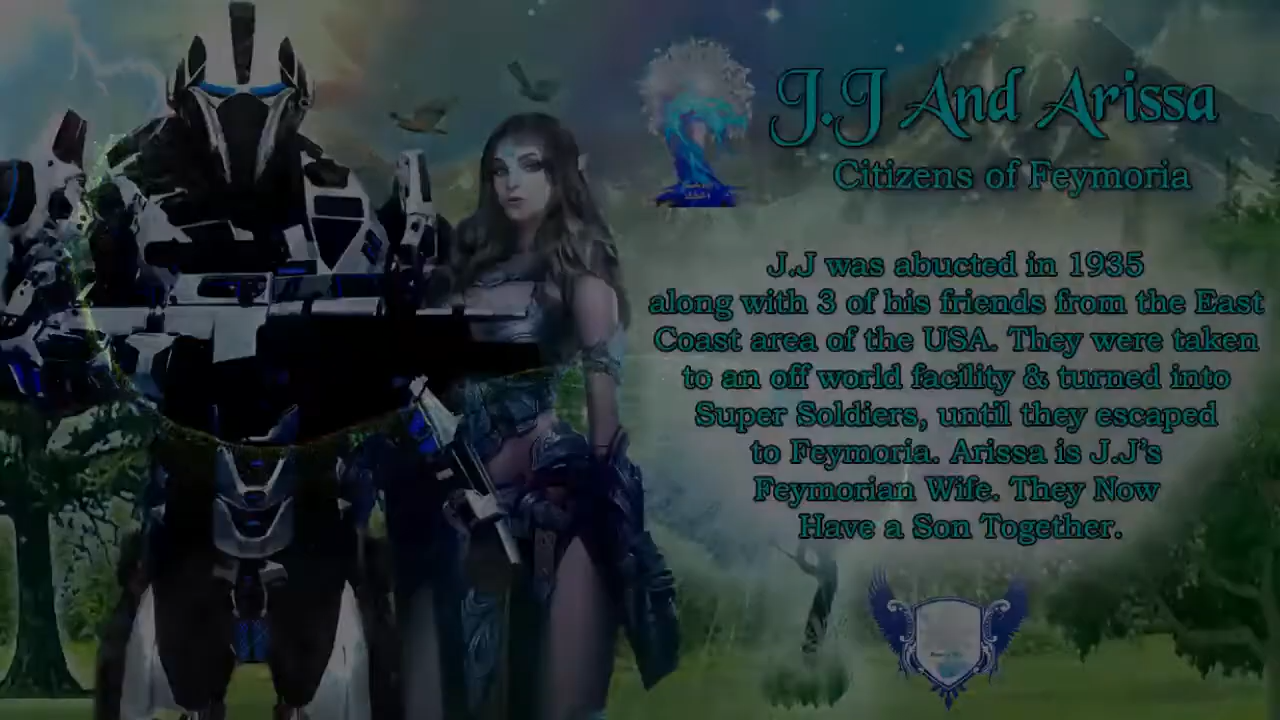 J.J And Arissa
Citizens of Feymoria
J.J was abucted in 1935
along with 3 of his friends from the East
Coast area of the USA. They were taken
to an off world facility & turned into
Super Soldiers, until they escaped
to Feymoria. Arissa is J.J's
Feymorian Wife. They Now
Have a Son Together.